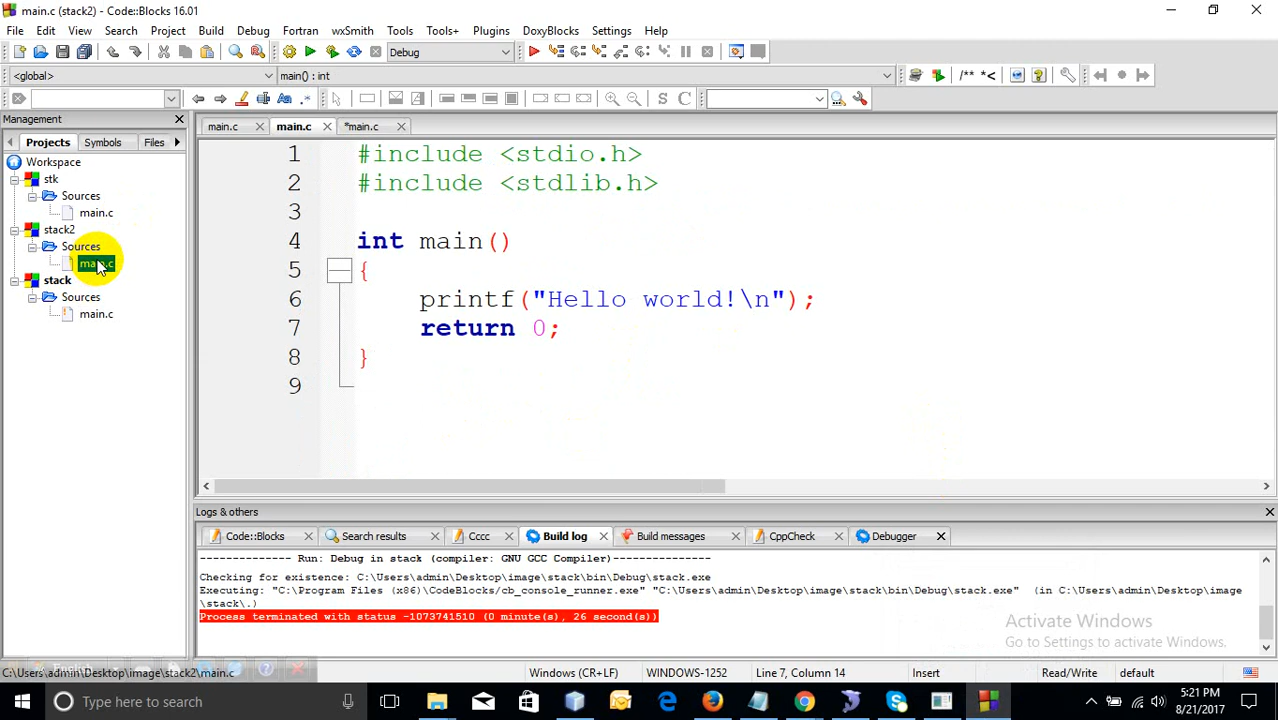 main.c (stack2) - Code::Blocks 16.01
File Edit View Search Project Build Debug Fortran wxSmith Tools Tools+ Plugins DoxyBlocks Settings Help
Debug
<global>
main() : int
/** *<
S C
Management
Projects Symbols Files
Workspace
stk
Sources
main.c
stack2
Sources
main.c
stack
Sources
main.c
main.c main.c *main.c
1 #include <stdio.h>
2 #include <stdlib.h>
3
4 int main()
5 {
6 printf("Hello world!\n");
7 return 0;
8 }
9
Logs & others
Code::Blocks Search results Cccc Build log Build messages CppCheck Debugger
-------------- Run: Debug in stack (compiler: GNU GCC Compiler)---------------
Checking for existence: C:\Users\admin\Desktop\image\stack\bin\Debug\stack.exe
Executing: "C:\Program Files (x86)\CodeBlocks/cb_console_runner.exe" "C:\Users\admin\Desktop\image\stack\bin\Debug\stack.exe" (in C:\Users\admin\Desktop\image
\stack\.)
Process terminated with status -1073741510 (0 minute(s), 26 second(s))
Activate Windows
Go to Settings to activate Windows.
C:\Users\admin\Desktop\image\stack2\main.c
Windows (CR+LF) WINDOWS-1252 Line 7, Column 14 Insert Read/Write default
Type here to search
5:21 PM
8/21/2017